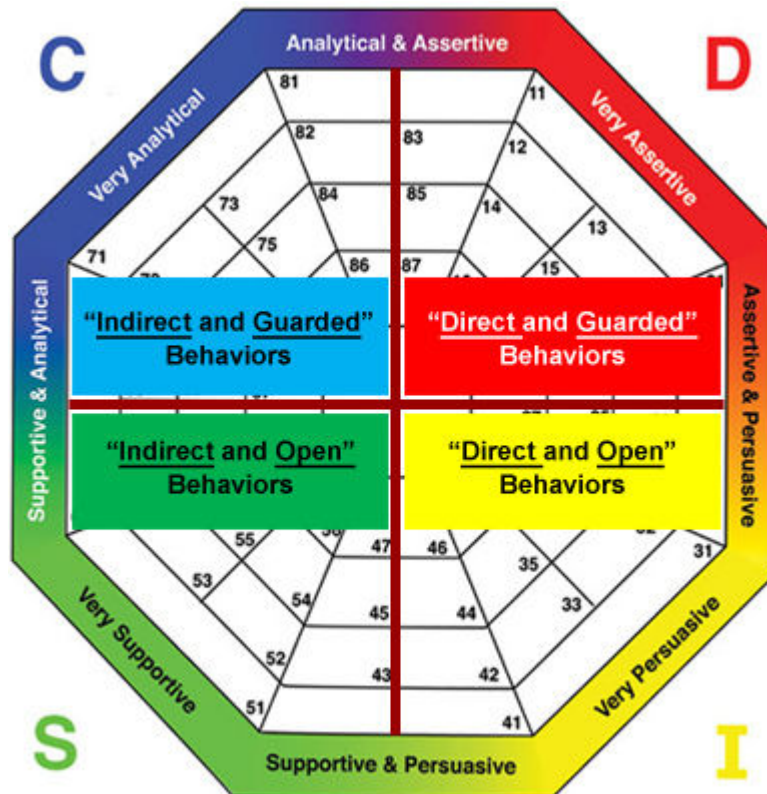 C
Analytical & Assertive
D
Very Analytical
Very Assertive
81
11
82
83
12
84
85
14
73
13
75
15
71
86
87
“Indirect and Guarded”
Behaviors
“Direct and Guarded”
Behaviors
Supportive & Analytical
Assertive & Persuasive
“Indirect and Open”
Behaviors
“Direct and Open”
Behaviors
47
46
55
35
31
53
54
45
44
33
52
43
42
51
41
Very Supportive
Very Persuasive
S
Supportive & Persuasive
I